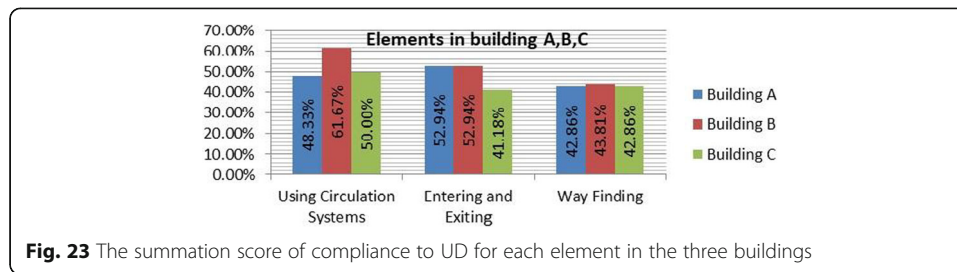 70.00%
Elements in building A,B,C
60.00%
50.00%
40.00%
30.00%
20.00%
10.00%
0.00%
48.33%
61.67%
50.00%
52.94%
52.94%
41.18%
42.86%
43.81%
42.86%
Using Circulation
Systems
Entering and
Exiting
Way Finding
Building A
Building B
Building C
Fig. 23 The summation score of compliance to UD for each element in the three buildings